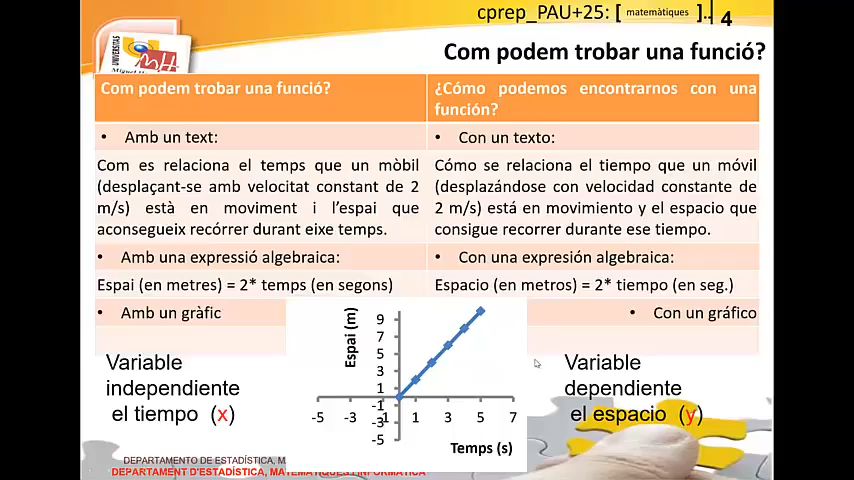 cprep_PAU+25: [ matemàtiques ].. 4
UNIVERSITAS
Miguel
Com podem trobar una funció?
Com podem trobar una funció?
• Amb un text:
Com es relaciona el temps que un mòbil
(desplaçant-se amb velocitat constant de 2
m/s) està en moviment i l’espai que
aconsegueix recórrer durant eixe temps.
• Amb una expressió algebraica:
Espai (en metres) = 2* temps (en segons)
• Amb un gràfic
¿Cómo podemos encontrarnos con una
función?
• Con un texto:
Cómo se relaciona el tiempo que un móvil
(desplazándose con velocidad constante de
2 m/s) está en movimiento y el espacio que
consigue recorrer durante ese tiempo.
• Con una expresión algebraica:
Espacio (en metros) = 2* tiempo (en seg.)
• Con un gráfico
Variable
independiente
el tiempo (x)
Espai (m)
9
7
5
3
1
-1
-3
-5
-5 -3 -1 1 3 5 7
Temps (s)
Variable
dependiente
el espacio (y)
DEPARTAMENTO DE ESTADÍSTICA, M
DEPARTAMENT D'ESTADÍSTICA, MATEMÀTIQUES I INFORMÀTICA